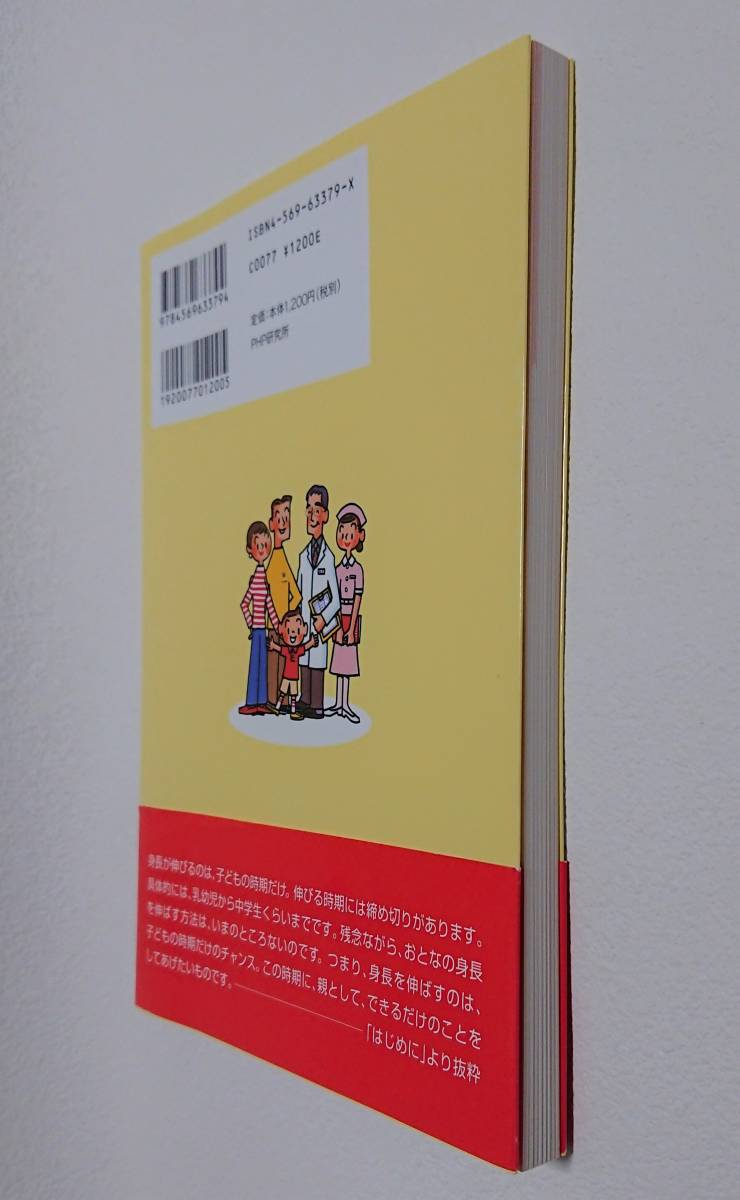 ISBN4-569-63379-X
C0077 ¥1200E
定価:本体1,200円(税別)
PHP研究所
9784569633794
1920077012005
身長が伸びるのは、子どもの時期だけ。伸びる時期には締め切りがあります。
具体的には、乳幼児から中学生くらいまでです。残念ながら、おとなの身長
を伸ばす方法は、いまのところないのです。つまり、身長を伸ばすのは、
子どもの時期だけのチャンス。この時期に、親として、できるだけのことを
してあげたいものです。
「はじめに」より抜粋